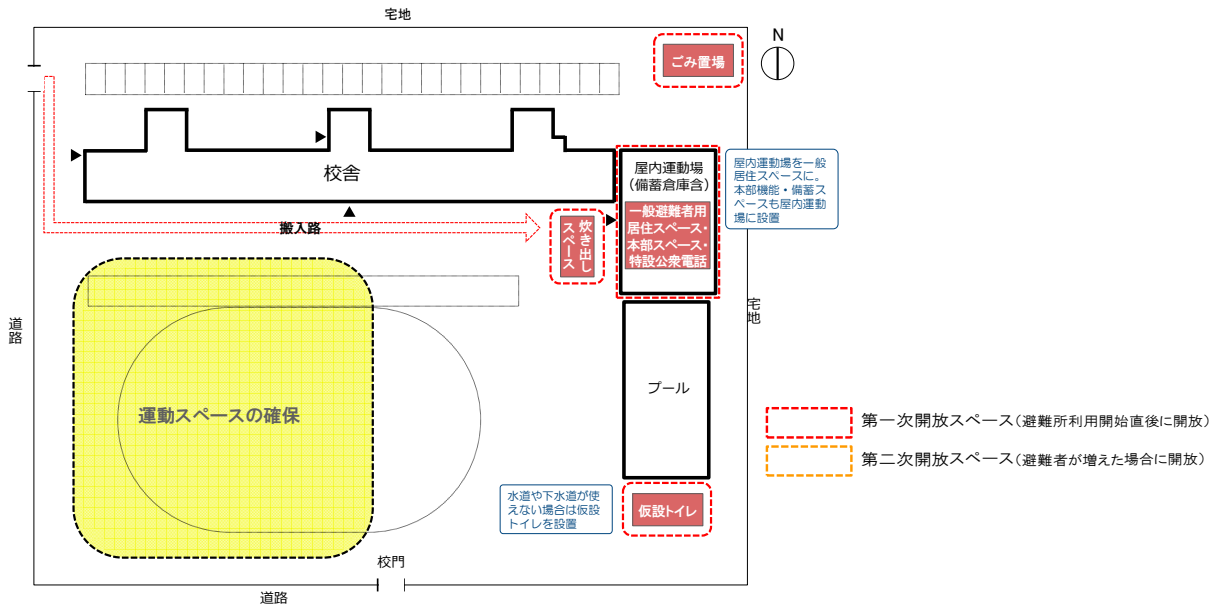 宅地
N
ごみ置場
校舎
屋内運動場
(備蓄倉庫含)
一般避難者用
居住スペース・
本部スペース・
特設公衆電話
屋内運動場を一般
居住スペースに。
本部機能・備蓄ス
ペースも屋内運動
場に設置
搬入路
炊き出し
スペース
道路
宅地
運動スペースの確保
プール
第一次開放スペース(避難所利用開始直後に開放)
第二次開放スペース(避難者が増えた場合に開放)
水道や下水道が使
えない場合は仮設
トイレを設置
仮設トイレ
校門
道路